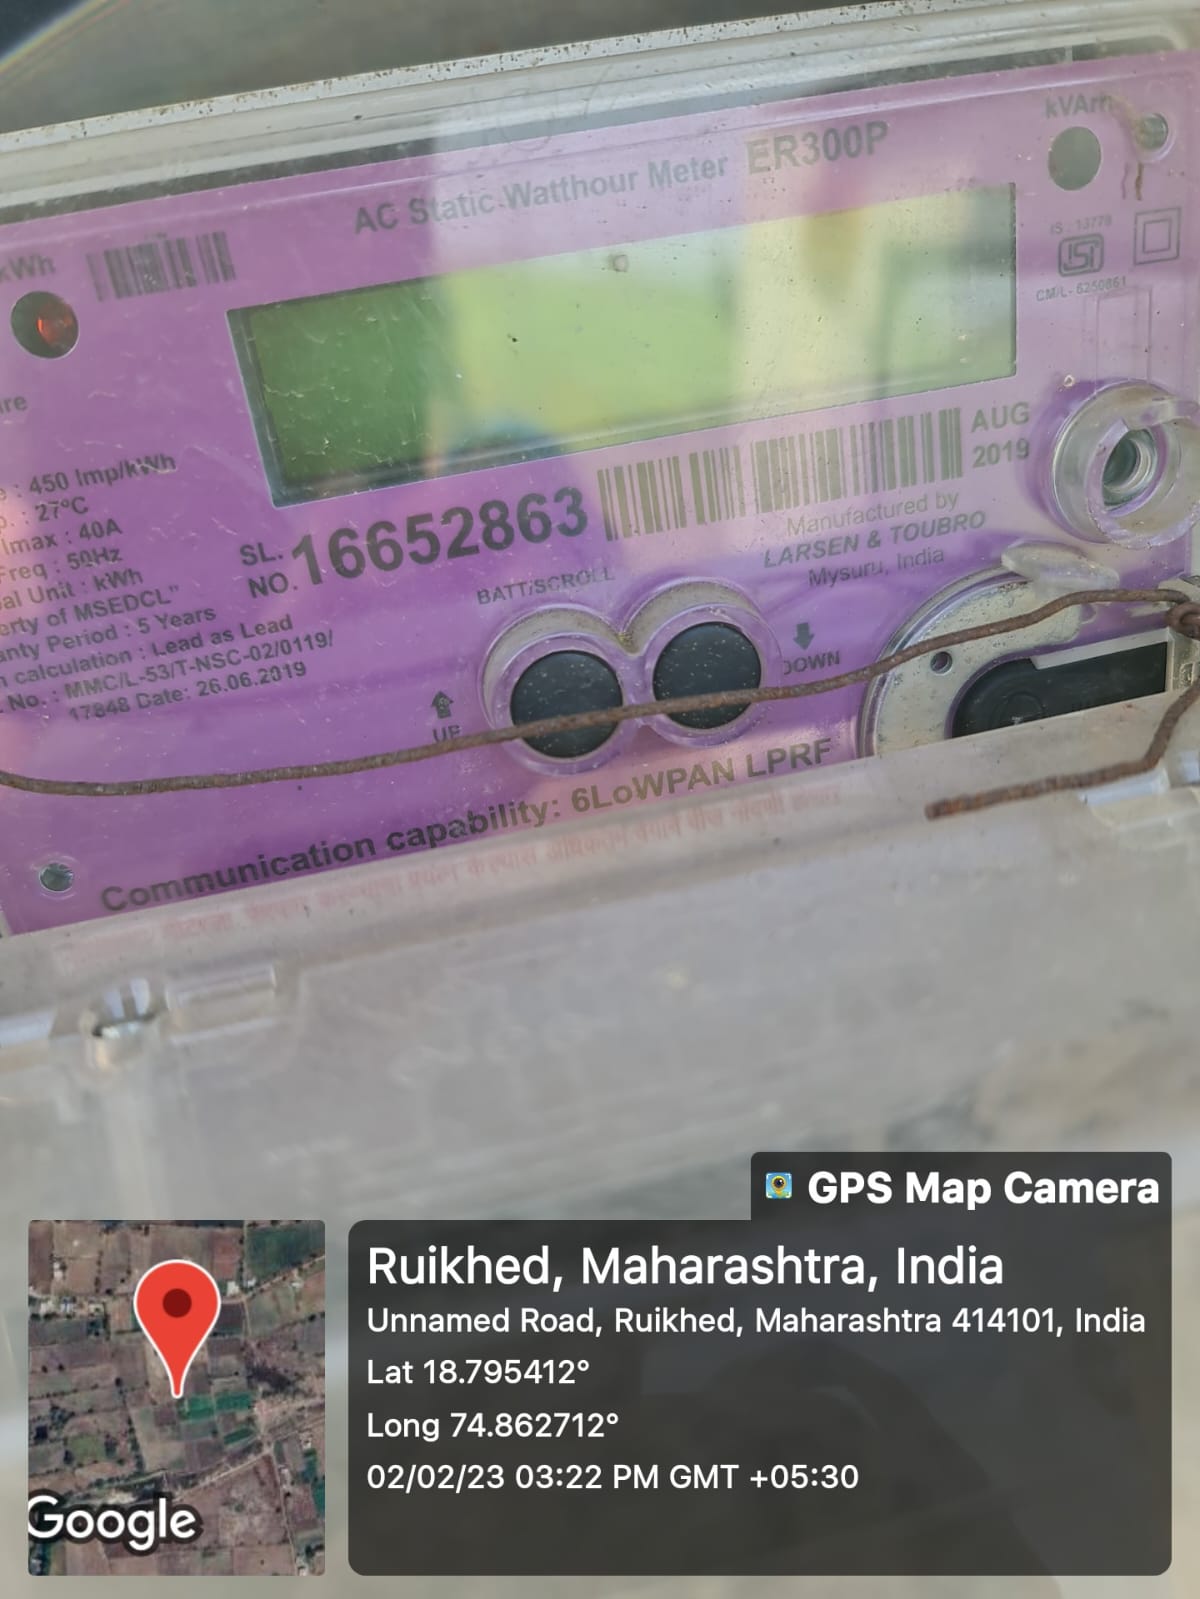 kVArh
AC Static Watthour Meter ER300P
IS : 13779
ISI
CM/L- 6250861
kWh
ire
: 450 Imp/kWh
: 27°C
Imax : 40A
Freq : 50Hz
al Unit : kWh
erty of MSEDCL"
anty Period : 5 Years
calculation : Lead as Lead
No. : MMC/L-53/T-NSC-02/0119/
17848 Date: 26.06.2019
AUG
2019
SL.
NO. 16652863
Manufactured by
LARSEN & TOUBRO
Mysuru, India
BATT/SCROLL
DOWN
UP
Communication capability: 6LoWPAN LPRF
GPS Map Camera
Ruikhed, Maharashtra, India
Unnamed Road, Ruikhed, Maharashtra 414101, India
Lat 18.795412°
Long 74.862712°
02/02/23 03:22 PM GMT +05:30
Google